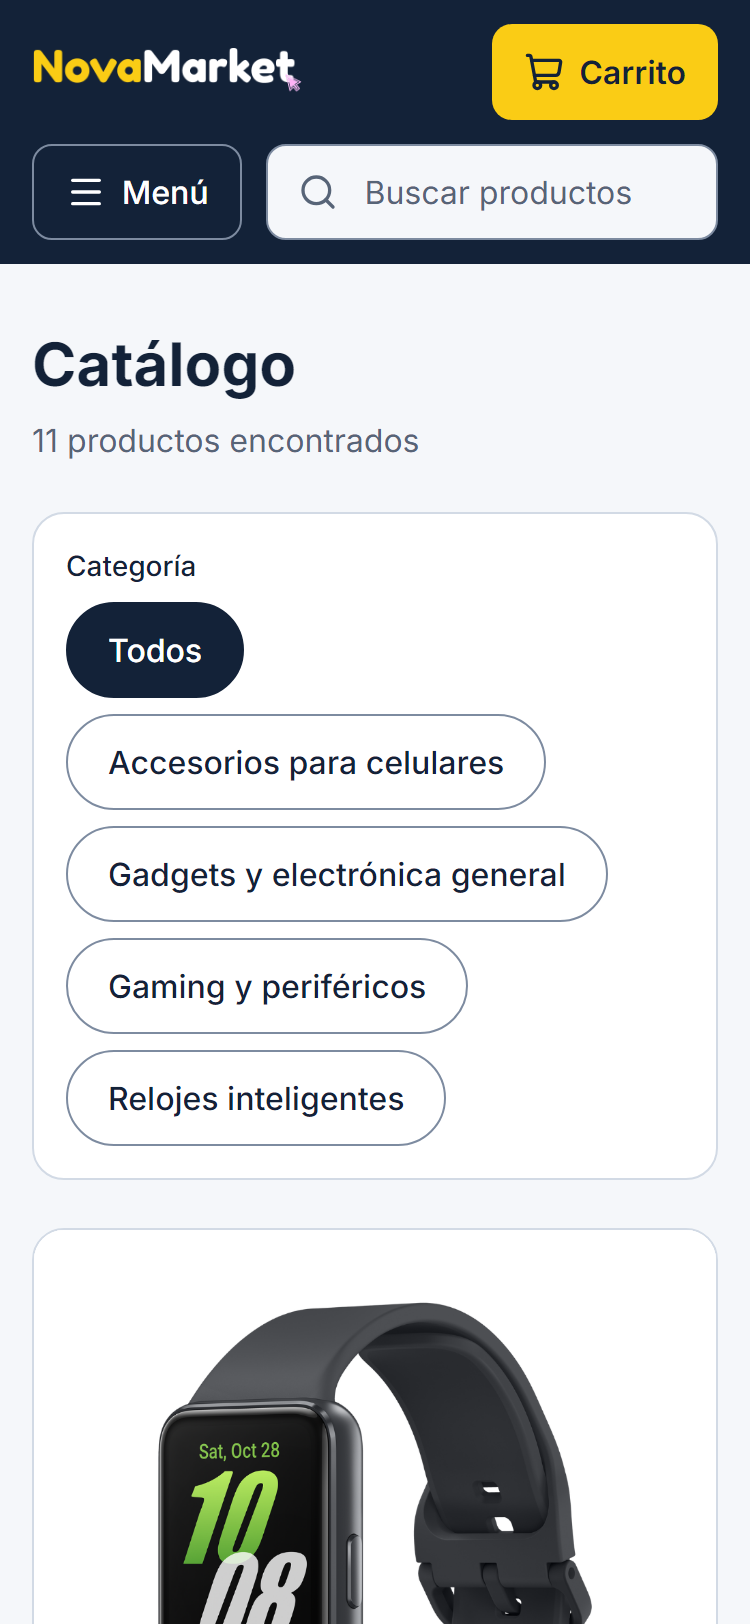 NovaMarket
Carrito
Menú
Buscar productos
Catálogo
11 productos encontrados
Categoría
Todos
Accesorios para celulares
Gadgets y electrónica general
Gaming y periféricos
Relojes inteligentes
Sat, Oct 28
10
08